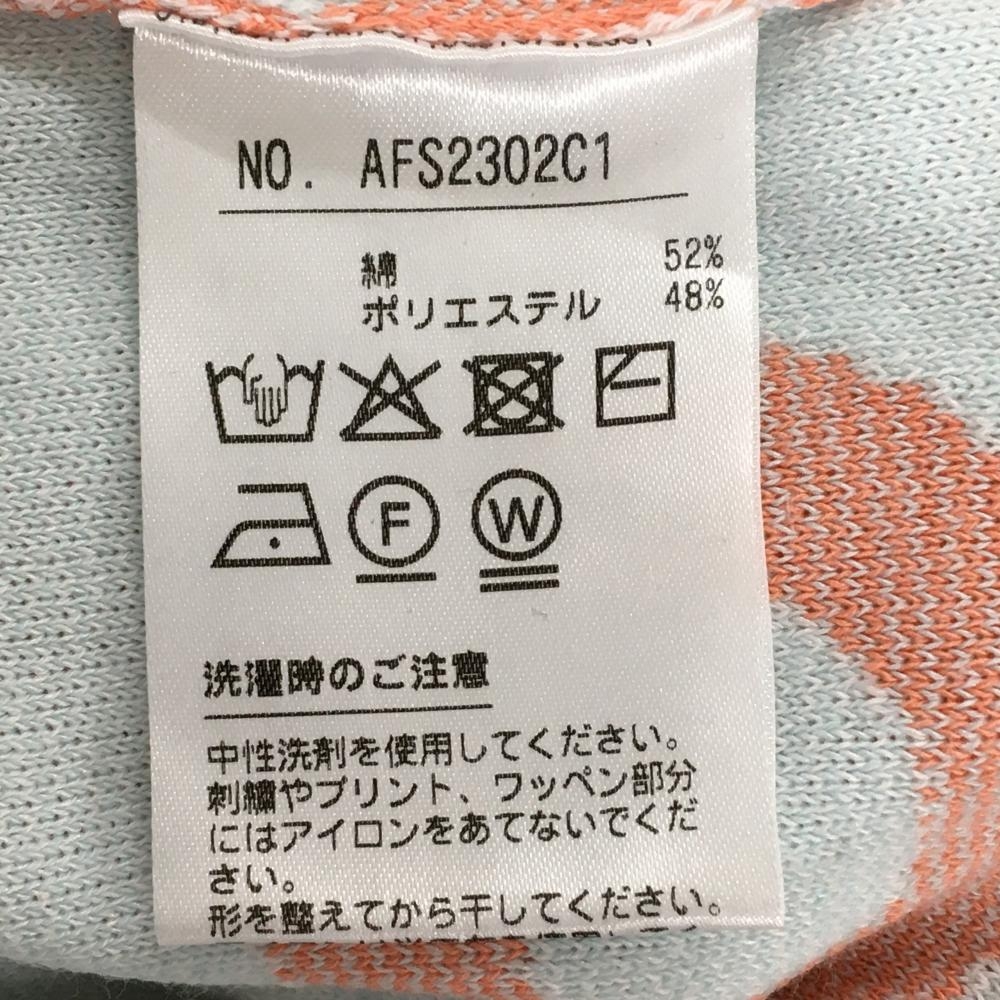 NO. AFS2302C1
綿 52%
ポリエステル 48%
F W
洗濯時のご注意
中性洗剤を使用してください。
刺繍やプリント、ワッペン部分
にはアイロンをあてないでくだ
さい。
形を整えてから干してください。